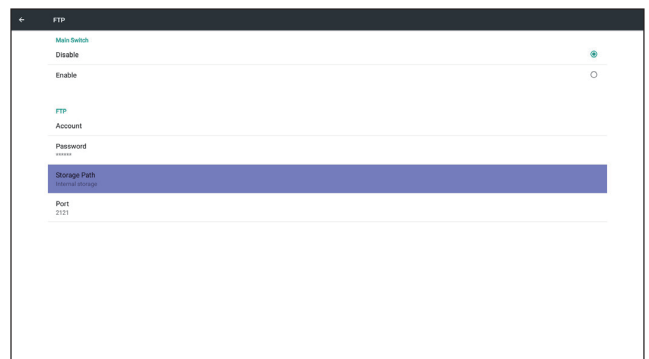 FTP
Main Switch
Disable
Enable
FTP
Account
Password
******
Storage Path
Internal storage
Port
2121